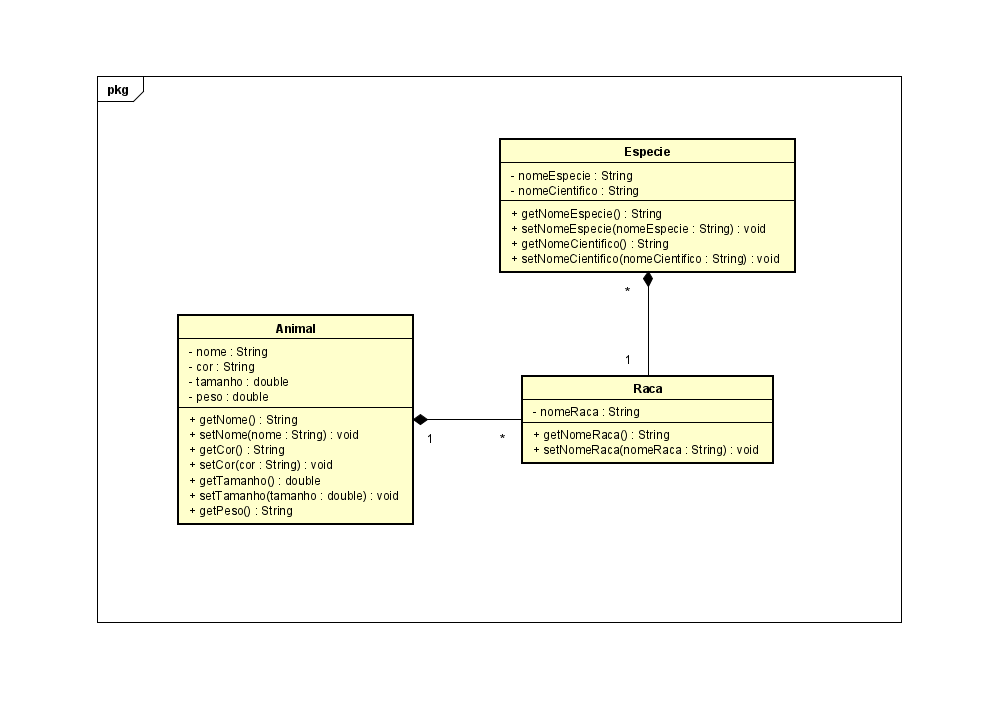 pkg
Especie
- nomeEspecie : String
- nomeCientifico : String
+ getNomeEspecie() : String
+ setNomeEspecie(nomeEspecie : String) : void
+ getNomeCientifico() : String
+ setNomeCientifico(nomeCientifico : String) : void
*
1
Animal
- nome : String
- cor : String
- tamanho : double
- peso : double
+ getNome() : String
+ setNome(nome : String) : void
+ getCor() : String
+ setCor(cor : String) : void
+ getTamanho() : double
+ setTamanho(tamanho : double) : void
+ getPeso() : String
1
*
Raca
- nomeRaca : String
+ getNomeRaca() : String
+ setNomeRaca(nomeRaca : String) : void